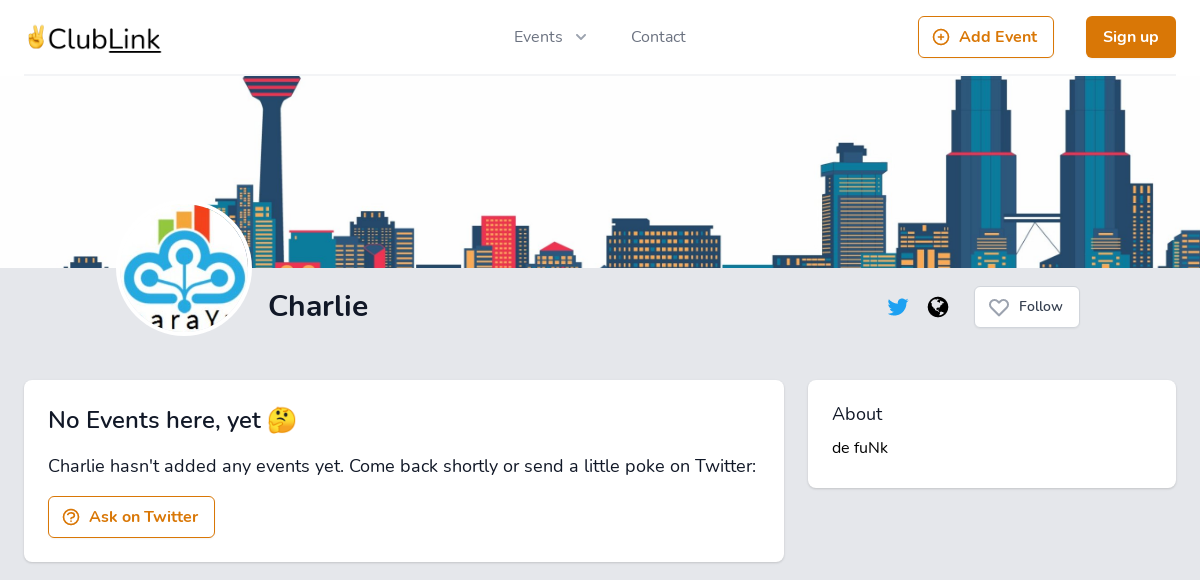 ✌ClubLink
Events
Contact
Add Event
Sign up
araY
Charlie
Follow
No Events here, yet 🤔
Charlie hasn't added any events yet. Come back shortly or send a little poke on Twitter:
Ask on Twitter
About
de fuNk